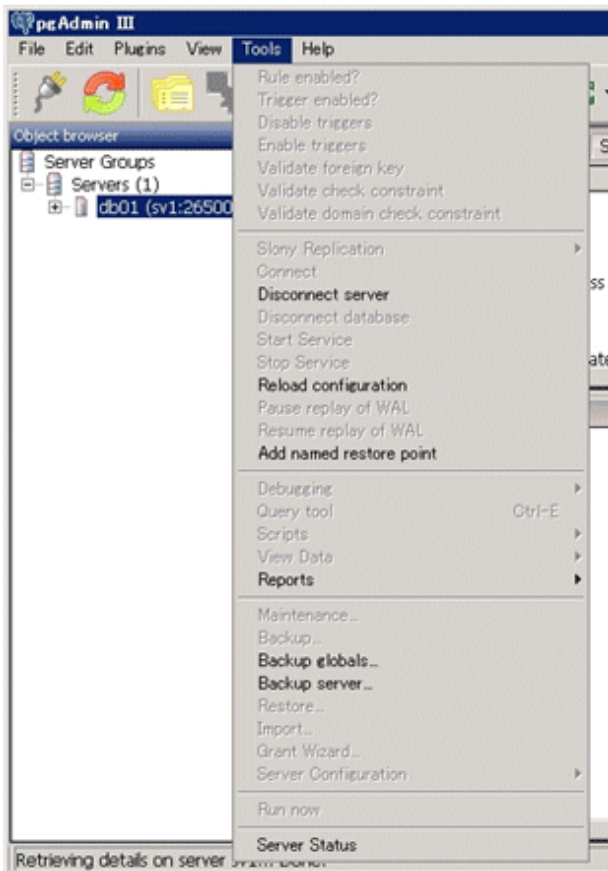 pgAdmin III
File Edit Plugins View Tools Help
Object browser
Server Groups
Servers (1)
db01 (sv1:26500
Rule enabled?
Trigger enabled?
Disable triggers
Enable triggers
Validate foreign key
Validate check constraint
Validate domain check constraint
Slony Replication
Connect
Disconnect server
Disconnect database
Start Service
Stop Service
Reload configuration
Pause replay of WAL
Resume replay of WAL
Add named restore point
Debugging
Query tool Ctrl-E
Scripts
View Data
Reports
Maintenance...
Backup...
Backup globals...
Backup server...
Restore...
Import...
Grant Wizard...
Server Configuration
Run now
Server Status
Retrieving details on server